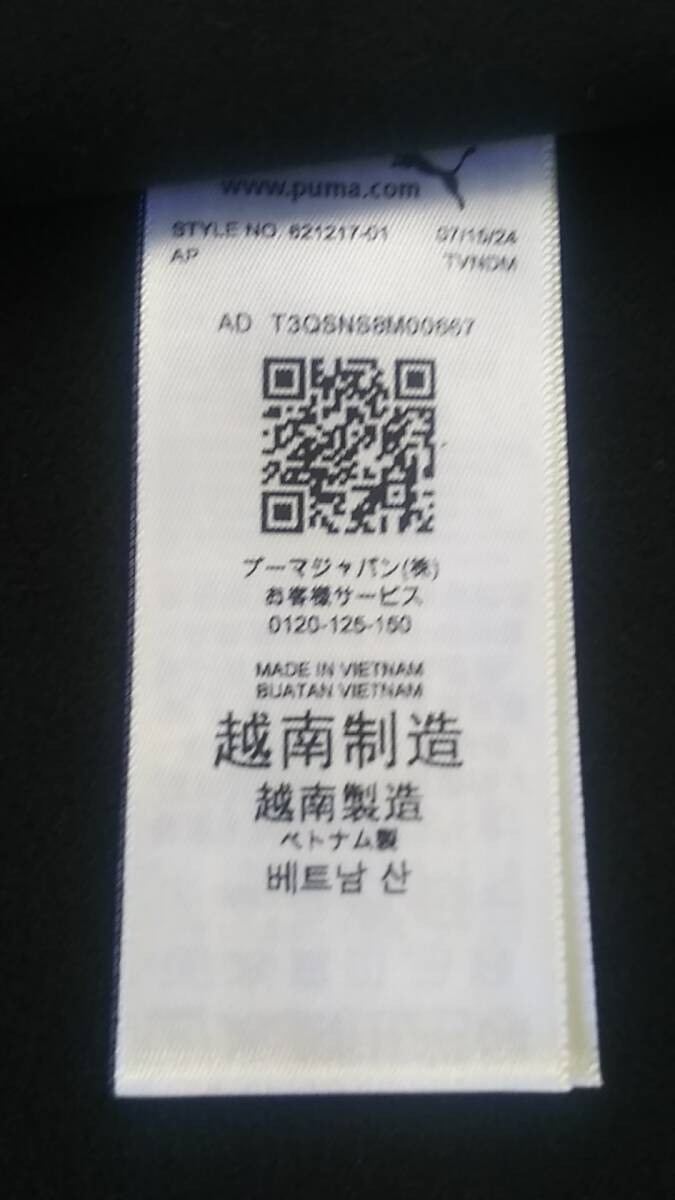 www.puma.com
STYLE NO. 621217-01 07/15/24
AP TVNDM
AD T3QSNS8M00667
プーマジャパン(株)
お客様サービス
0120-125-150
MADE IN VIETNAM
BUATAN VIETNAM
越南制造
越南製造
ベトナム製
베트남 산